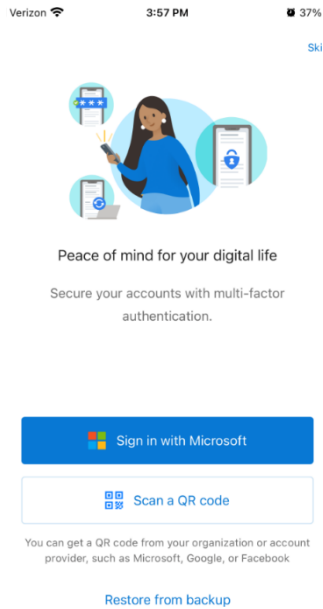 Verizon 3:57 PM 37%
Ski
****
Peace of mind for your digital life
Secure your accounts with multi-factor
authentication.
Sign in with Microsoft
Scan a QR code
You can get a QR code from your organization or account
provider, such as Microsoft, Google, or Facebook
Restore from backup